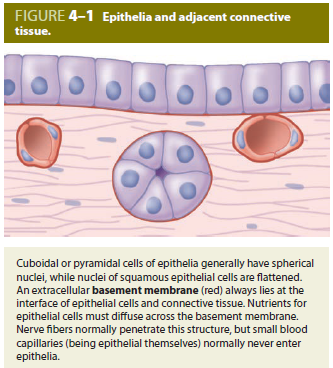 FIGURE 4–1 Epithelia and adjacent connective
tissue.
Cuboidal or pyramidal cells of epithelia generally have spherical
nuclei, while nuclei of squamous epithelial cells are flattened.
An extracellular basement membrane (red) always lies at the
interface of epithelial cells and connective tissue. Nutrients for
epithelial cells must diffuse across the basement membrane.
Nerve fibers normally penetrate this structure, but small blood
capillaries (being epithelial themselves) normally never enter
epithelia.